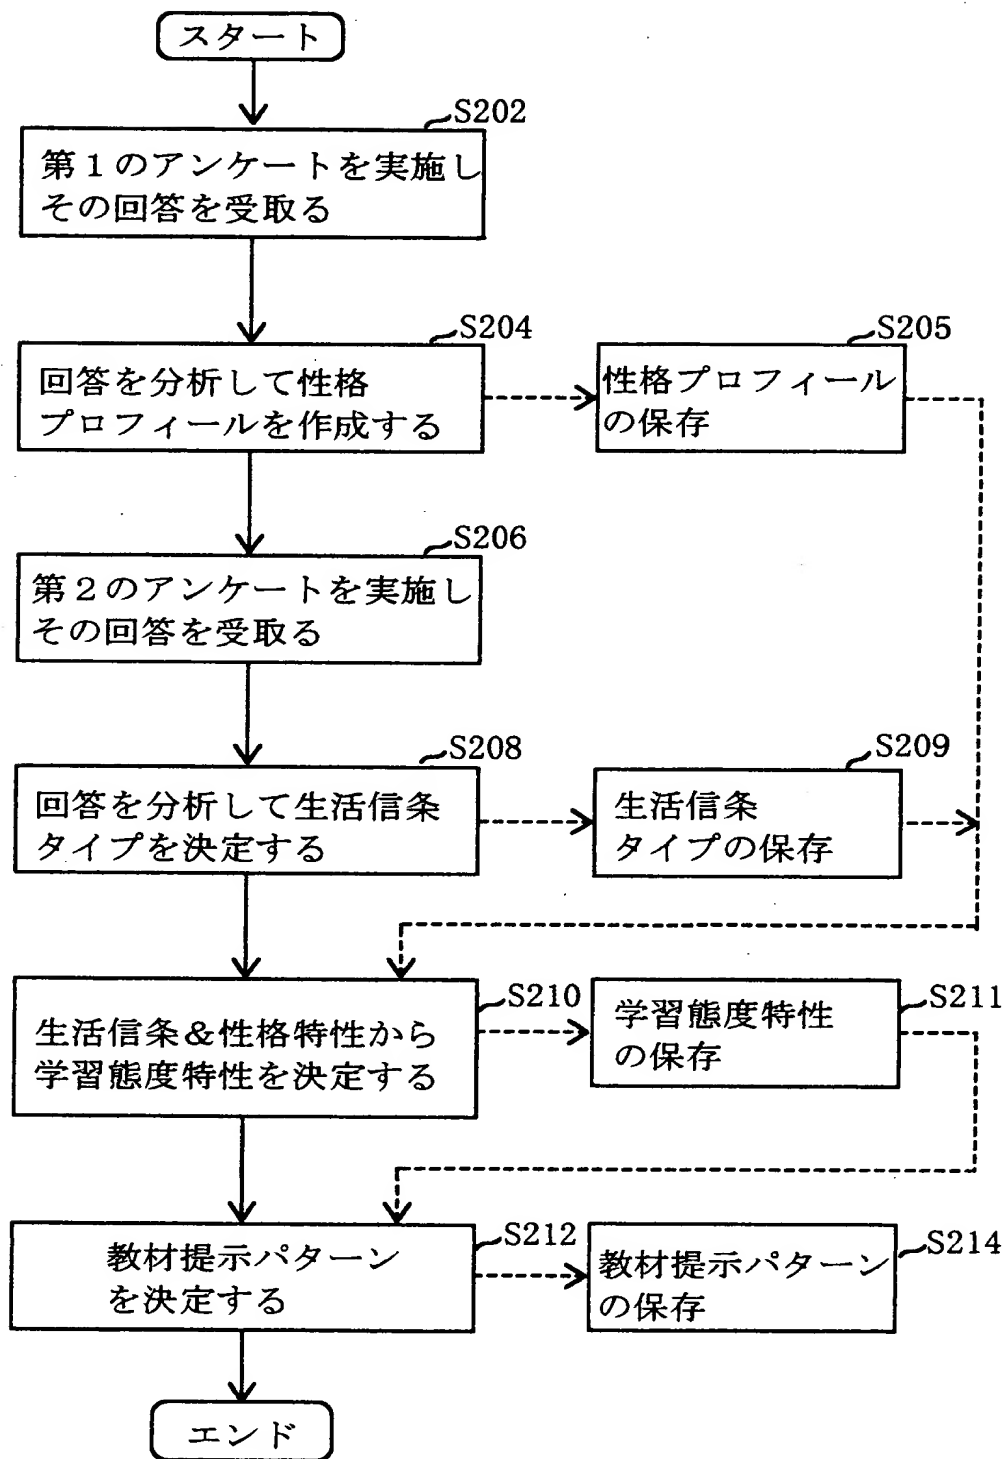 スタート
S202
第1のアンケートを実施し
その回答を受取る
S204
回答を分析して性格
プロフィールを作成する
S205
性格プロフィール
の保存
S206
第2のアンケートを実施し
その回答を受取る
S208
回答を分析して生活信条
タイプを決定する
S209
生活信条
タイプの保存
S210
生活信条&性格特性から
学習態度特性を決定する
S211
学習態度特性
の保存
S212
教材提示パターン
を決定する
S214
教材提示パターン
の保存
エンド